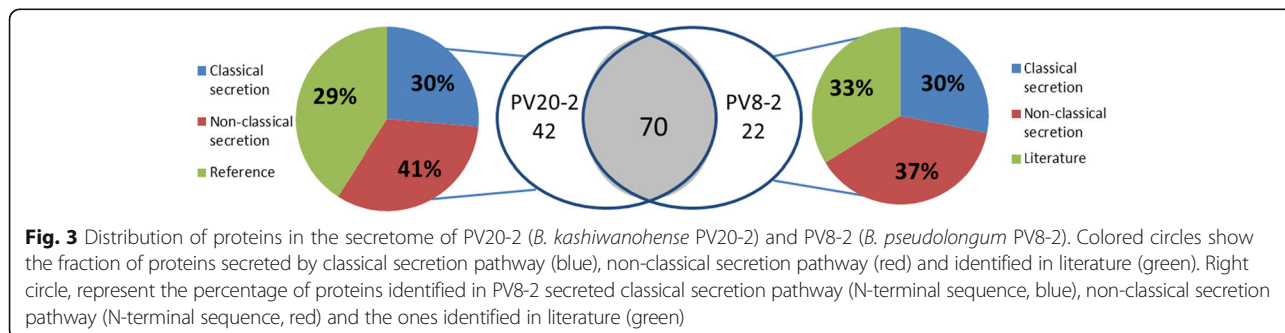 Classical secretion
Non-classical secretion
Reference
29%
30%
41%
PV20-2
42
70
PV8-2
22
33%
30%
37%
Classical secretion
Non-classical secretion
Literature
Fig. 3 Distribution of proteins in the secretome of PV20-2 (B. kashiwanohense PV20-2) and PV8-2 (B. pseudolongum PV8-2). Colored circles show
the fraction of proteins secreted by classical secretion pathway (blue), non-classical secretion pathway (red) and identified in literature (green). Right
circle, represent the percentage of proteins identified in PV8-2 secreted classical secretion pathway (N-terminal sequence, blue), non-classical secretion
pathway (N-terminal sequence, red) and the ones identified in literature (green)